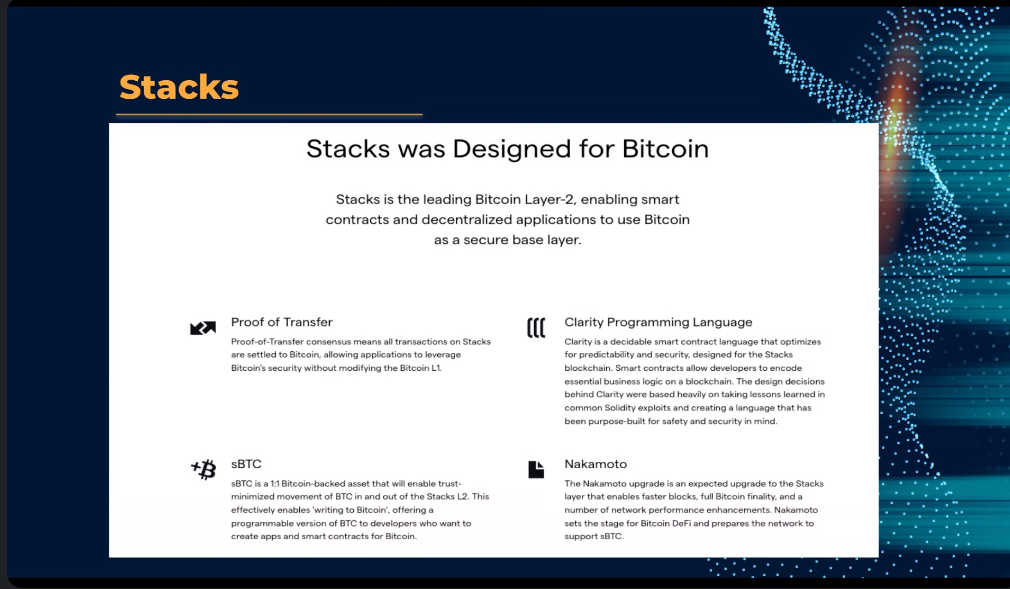 Stacks
Stacks was Designed for Bitcoin
Stacks is the leading Bitcoin Layer-2, enabling smart
contracts and decentralized applications to use Bitcoin
as a secure base layer.
Proof of Transfer
Proof-of-Transfer consensus means all transactions on Stacks
are settled to Bitcoin, allowing applications to leverage
Bitcoin's security without modifying the Bitcoin L1.
Clarity Programming Language
Clarity is a decidable smart contract language that optimizes
for predictability and security, designed for the Stacks
blockchain. Smart contracts allow developers to encode
essential business logic on a blockchain. The design decisions
behind Clarity were based heavily on taking lessons learned in
common Solidity exploits and creating a language that has
been purpose-built for safety and security in mind.
sBTC
sBTC is a 1:1 Bitcoin-backed asset that will enable trust-
minimized movement of BTC in and out of the Stacks L2. This
effectively enables 'writing to Bitcoin', offering a
programmable version of BTC to developers who want to
create apps and smart contracts for Bitcoin.
Nakamoto
The Nakamoto upgrade is an expected upgrade to the Stacks
layer that enables faster blocks, full Bitcoin finality, and a
number of network performance enhancements. Nakamoto
sets the stage for Bitcoin DeFi and prepares the network to
support sBTC.